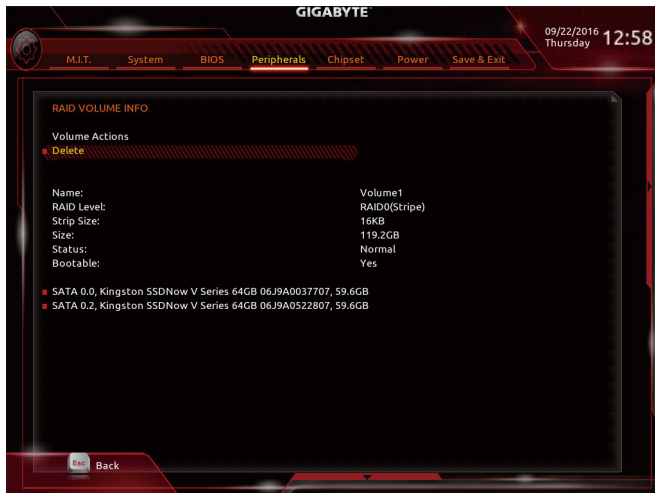 GIGABYTE
09/22/2016 12:58
Thursday
M.I.T. System BIOS Peripherals Chipset Power Save & Exit
RAID VOLUME INFO
Volume Actions
Delete
Name: Volume1
RAID Level: RAID0(Stripe)
Strip Size: 16KB
Size: 119.2GB
Status: Normal
Bootable: Yes
SATA 0.0, Kingston SSDNow V Series 64GB 06J9A0037707, 59.6GB
SATA 0.2, Kingston SSDNow V Series 64GB 06J9A0522807, 59.6GB
Esc Back